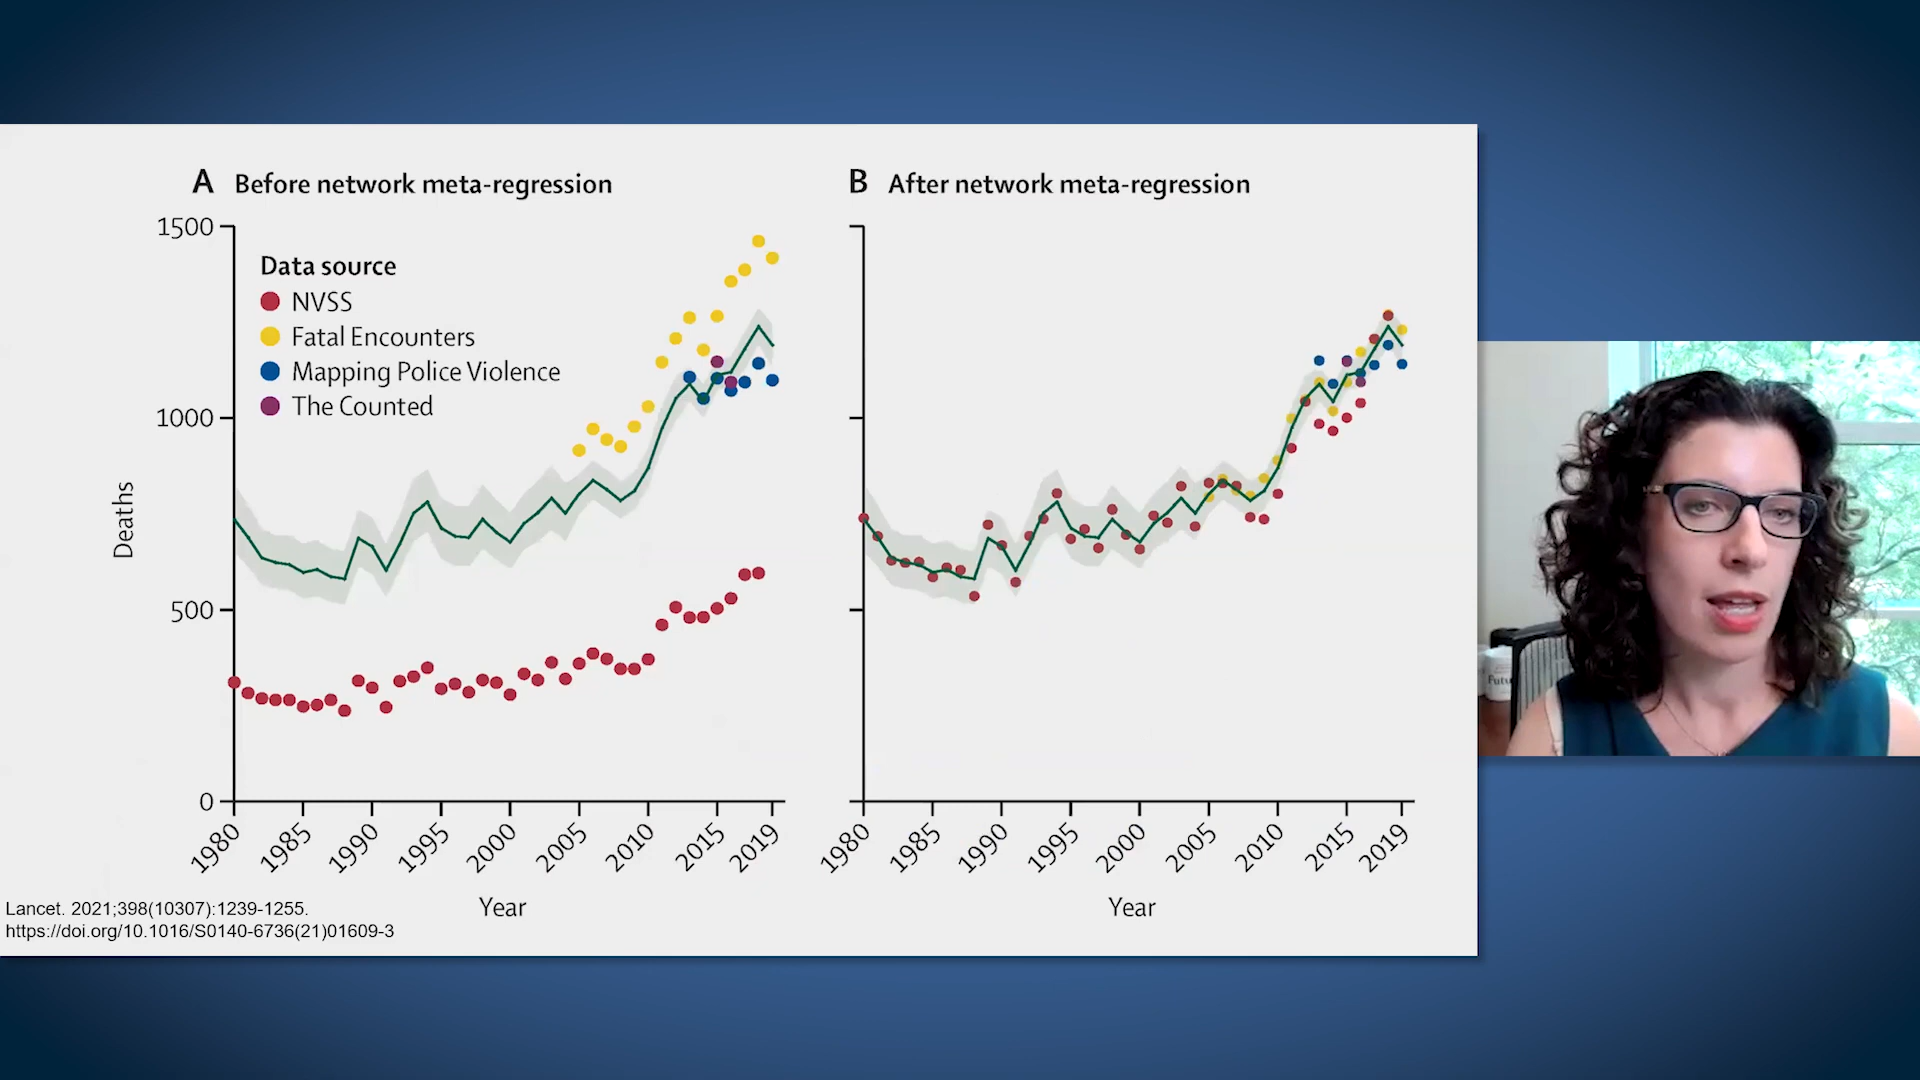 A Before network meta-regression
1500
1000
500
0
Deaths
Data source
NVSS
Fatal Encounters
Mapping Police Violence
The Counted
1980 1985 1990 1995 2000 2005 2010 2015 2019
Year
B After network meta-regression
1980 1985 1990 1995 2000 2005 2010 2015 2019
Year
Lancet. 2021;398(10307):1239-1255.
https://doi.org/10.1016/S0140-6736(21)01609-3